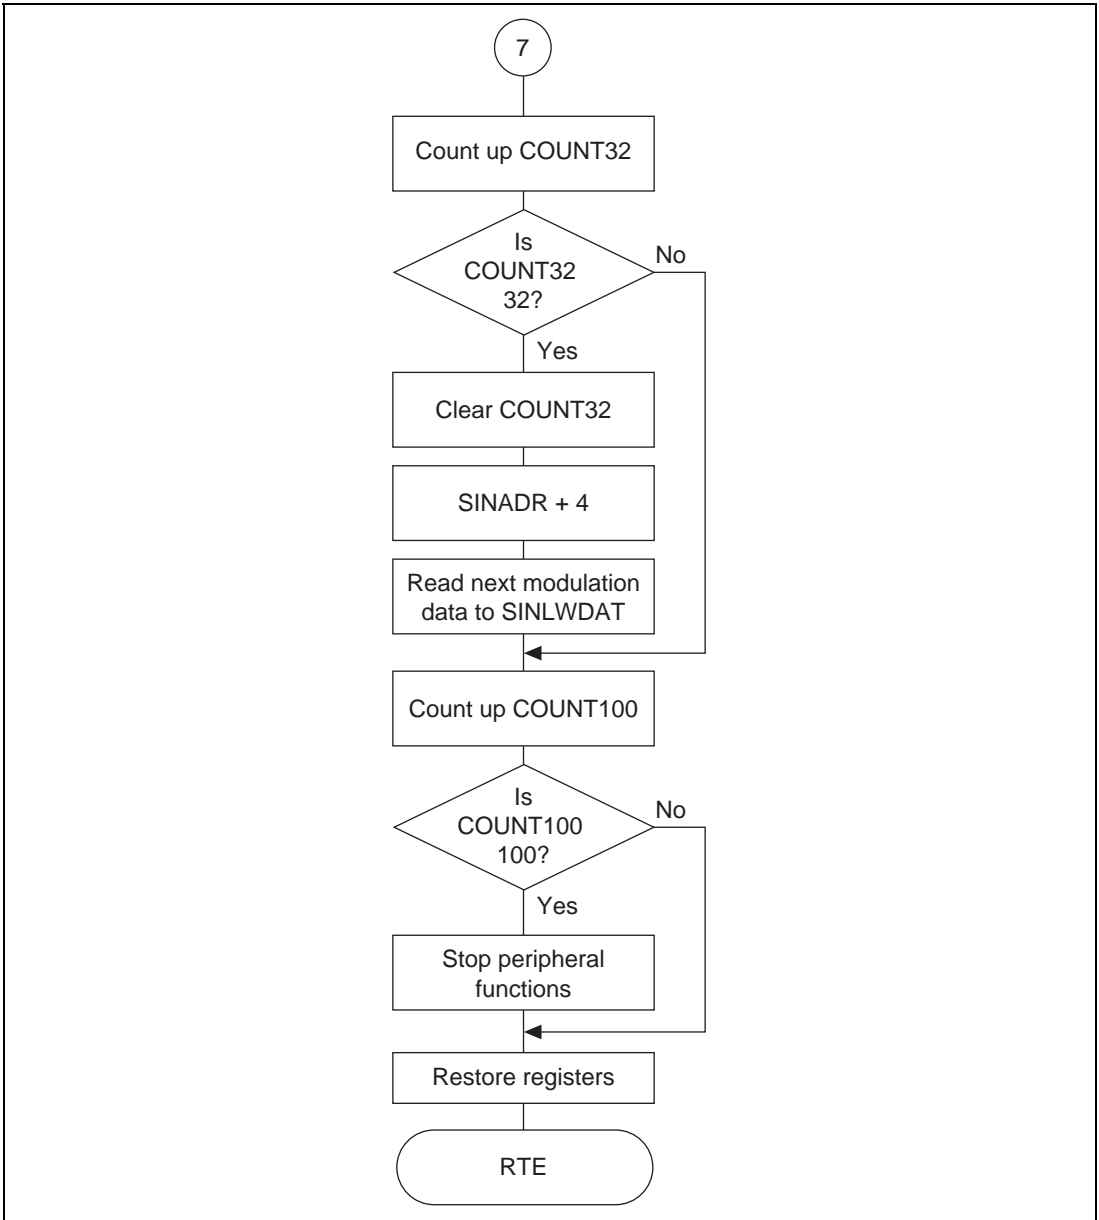 7
Count up COUNT32
Is
COUNT32
32?
No
Yes
Clear COUNT32
SINADR + 4
Read next modulation
data to SINLWDAT
Count up COUNT100
Is
COUNT100
100?
No
Yes
Stop peripheral
functions
Restore registers
RTE